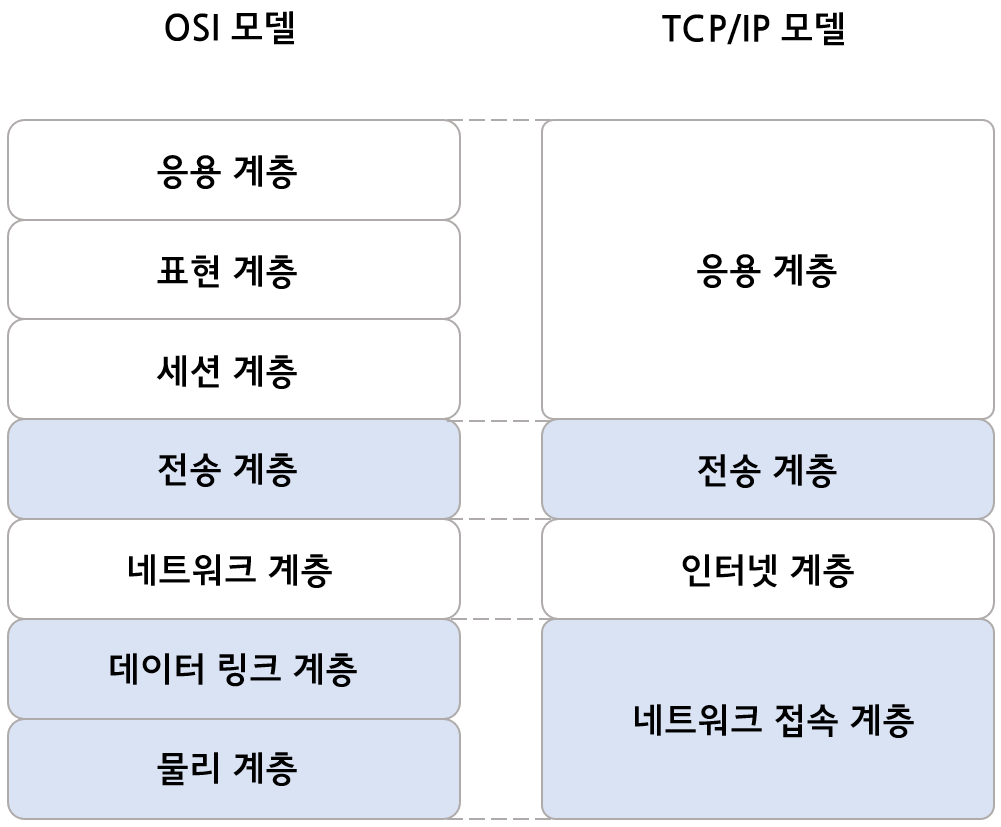 OSI 모델
TCP/IP 모델
응용 계층
표현 계층
세션 계층
전송 계층
네트워크 계층
데이터 링크 계층
물리 계층
응용 계층
전송 계층
인터넷 계층
네트워크 접속 계층